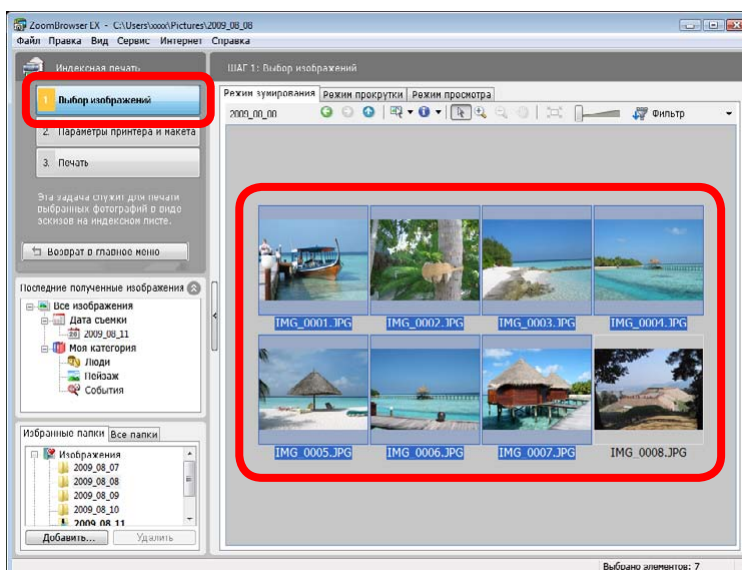 ZoomBrowser EX - C:\Users\xxxx\Pictures\2009_08_08
Файл Правка Вид Сервис Интернет Справка
Индексная печать
1. Выбор изображений
2. Параметры принтера и макета
3. Печать
Эта задача служит для печати
выбранных фотографий в виде
эскизов на индексном листе.
Возврат в главное меню
Последние полученные изображения
Все изображения
Дата съемки
2009_08_11
Моя категория
Люди
Пейзаж
События
Избранные папки Все папки
Изображения
2009_08_07
2009_08_08
2009_08_09
2009_08_10
2009_08_11
Добавить... Удалить
ШАГ 1: Выбор изображений
Режим зумирования Режим прокрутки Режим просмотра
2009_08_08 Фильтр
IMG_0001.JPG IMG_0002.JPG IMG_0003.JPG IMG_0004.JPG
IMG_0005.JPG IMG_0006.JPG IMG_0007.JPG IMG_0008.JPG
Выбрано элементов: 7